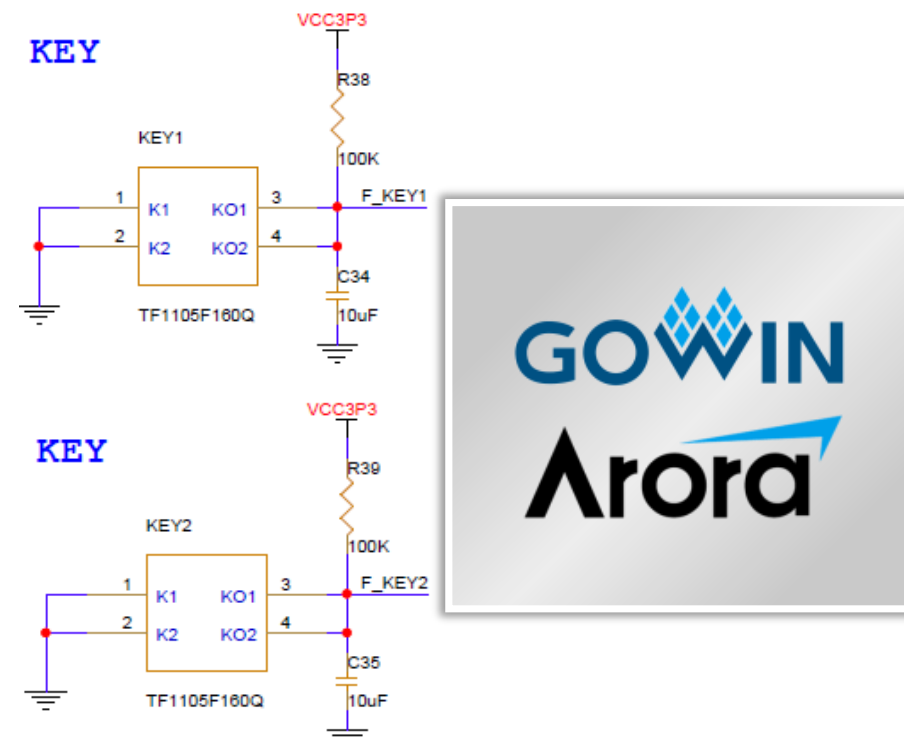 VCC3P3
KEY
R38
100K
KEY1
1 K1 KO1 3 F_KEY1
2 K2 KO2 4
C34
10uF
TF1105F160Q
VCC3P3
KEY
R39
100K
KEY2
1 K1 KO1 3 F_KEY2
2 K2 KO2 4
C35
10uF
TF1105F160Q
GOWIN
Arora